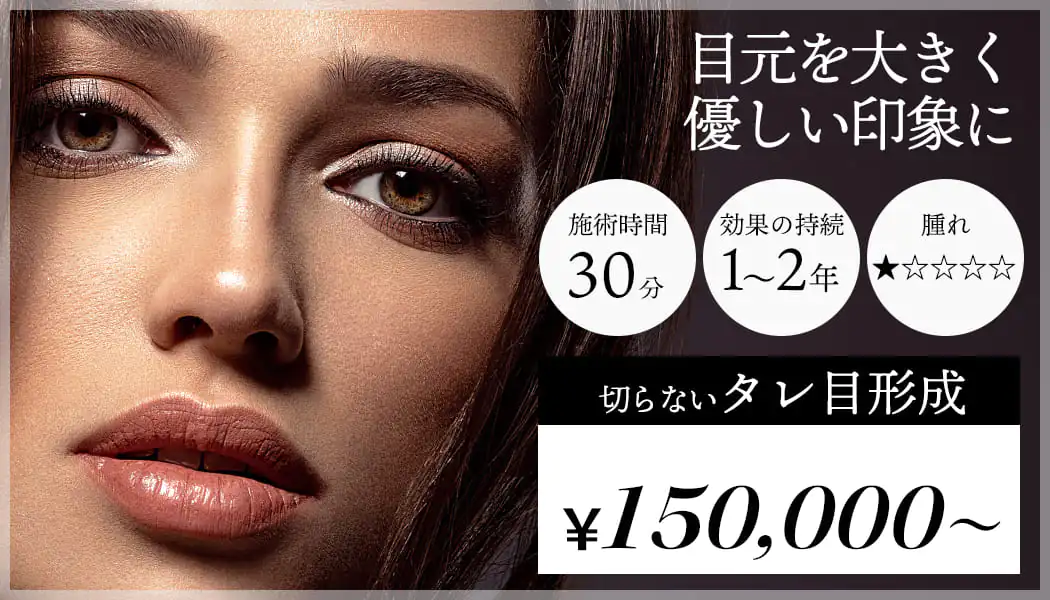 目元を大きく
優しい印象に
施術時間
30分
効果の持続
1~2年
腫れ
★☆☆☆☆
切らないタレ目形成
¥150,000~